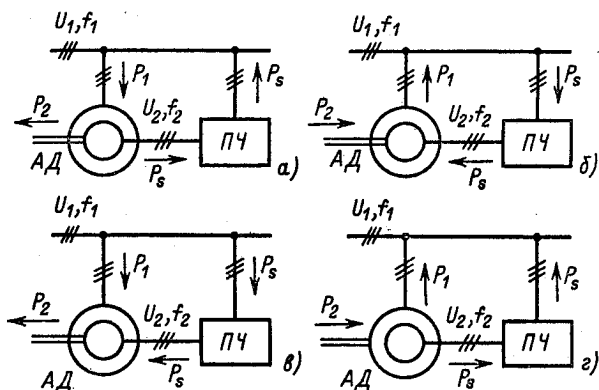 U₁,f₁
P₁
Pₛ
P₂
U₂,f₂
АД
Pₛ
ПЧ
а)
U₁,f₁
P₁
Pₛ
P₂
U₂,f₂
АД
Pₛ
ПЧ
б)
U₁,f₁
P₁
Pₛ
P₂
U₂,f₂
АД
Pₛ
ПЧ
в)
U₁,f₁
P₁
Pₛ
P₂
U₂,f₂
АД
Pₛ
ПЧ
г)